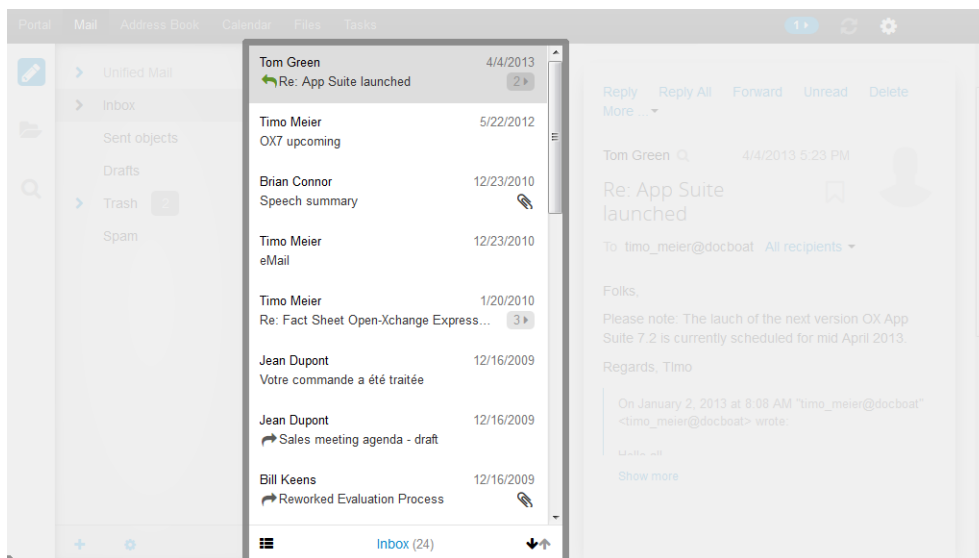 Portal Mail Address Book Calendar Files Tasks 1
Unified Mail
Inbox
Sent objects
Drafts
Trash 2
Spam
Tom Green 4/4/2013
Re: App Suite launched 2
Timo Meier 5/22/2012
OX7 upcoming
Brian Connor 12/23/2010
Speech summary
Timo Meier 12/23/2010
eMail
Timo Meier 1/20/2010
Re: Fact Sheet Open-Xchange Express... 3
Jean Dupont 12/16/2009
Votre commande a été traitée
Jean Dupont 12/16/2009
Sales meeting agenda - draft
Bill Keens 12/16/2009
Reworked Evaluation Process
Inbox (24)
Reply Reply All Forward Unread Delete
More ...
Tom Green 4/4/2013 5:23 PM
Re: App Suite
launched
To timo_meier@docboat All recipients
Folks,
Please note: The lauch of the next version OX App
Suite 7.2 is currently scheduled for mid April 2013.
Regards, Timo
On January 2, 2013 at 8:08 AM "timo_meier@docboat"
<timo_meier@docboat> wrote:
Hello all
Show more